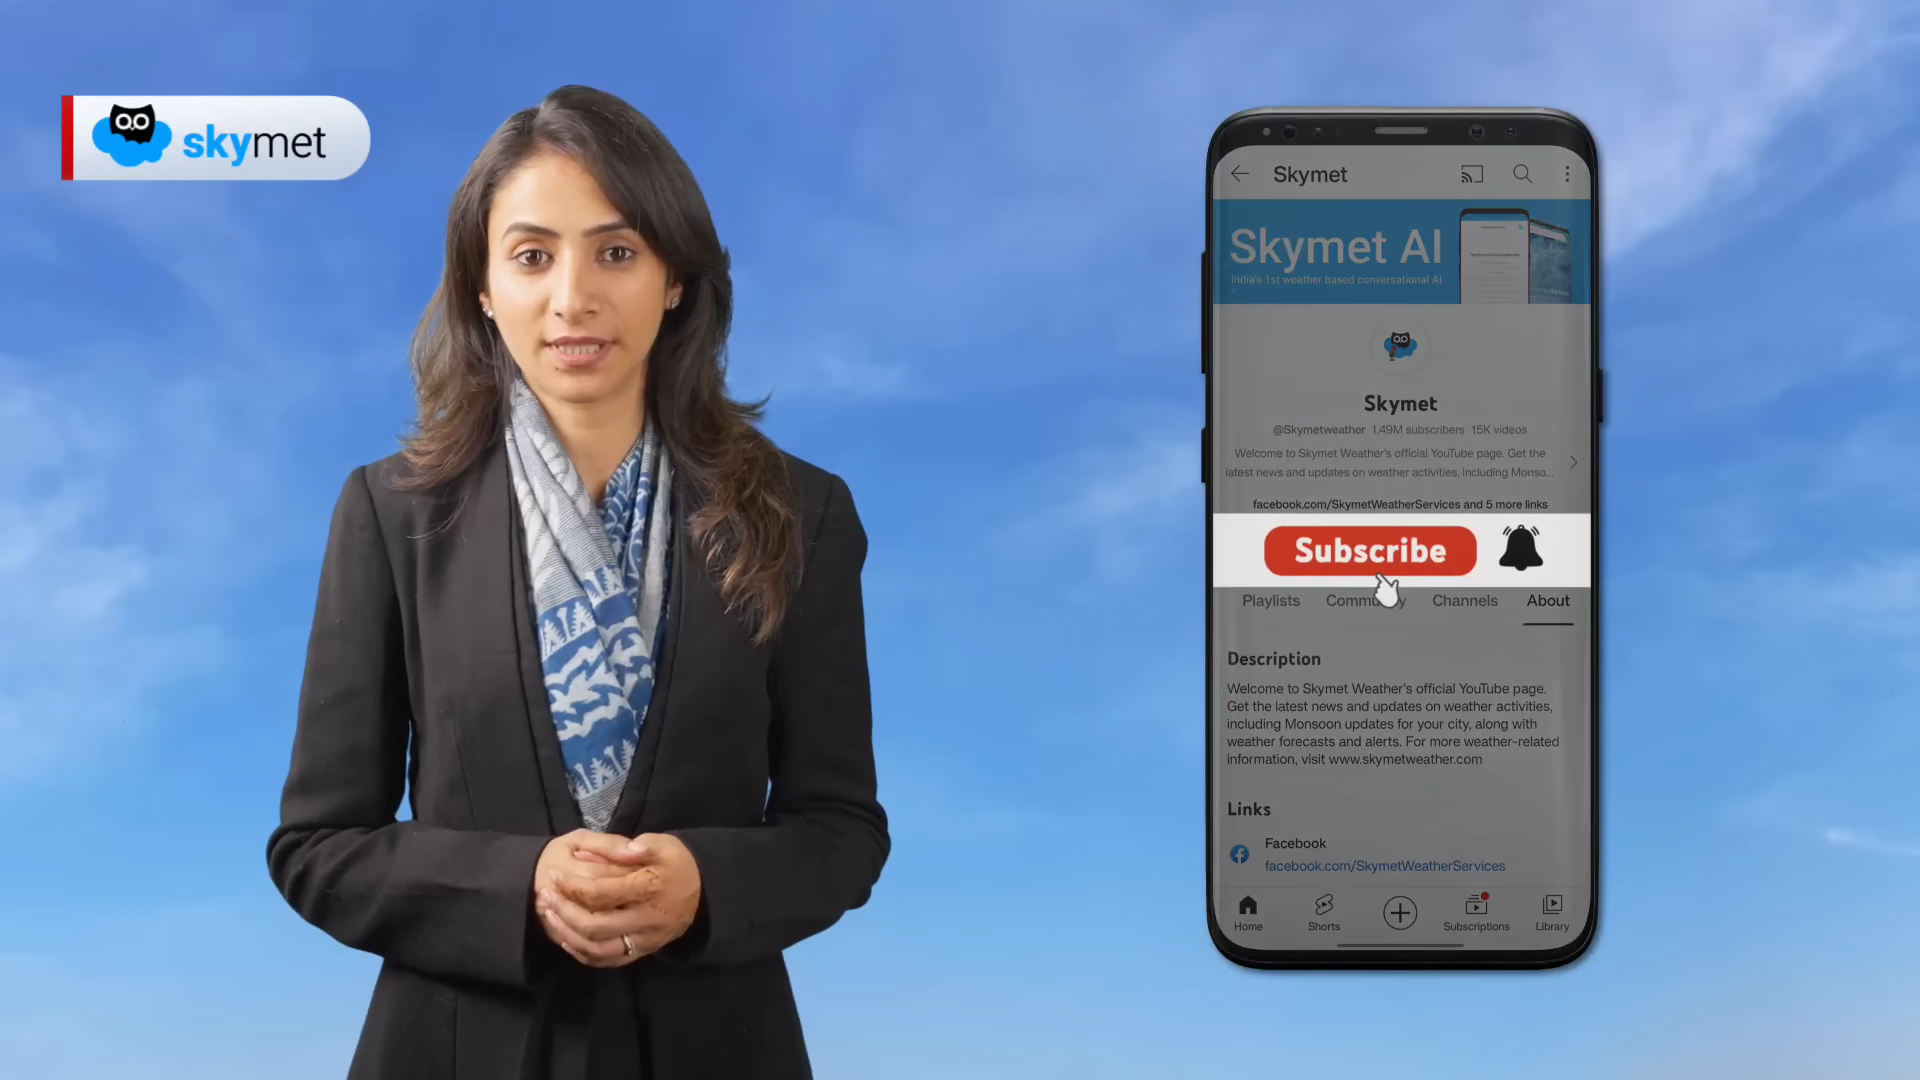 skymet
Skymet
Skymet AI
India's 1st weather based conversational AI
Skymet
@Skymetweather 1.49M subscribers 15K videos
Welcome to Skymet Weather's official YouTube page. Get the
latest news and updates on weather activities, including Monso...
facebook.com/SkymetWeatherServices and 5 more links
Subscribe
Playlists Community Channels About
Description
Welcome to Skymet Weather's official YouTube page.
Get the latest news and updates on weather activities,
including Monsoon updates for your city, along with
weather forecasts and alerts. For more weather-related
information, visit www.skymetweather.com
Links
Facebook
facebook.com/SkymetWeatherServices
Home Shorts Subscriptions Library